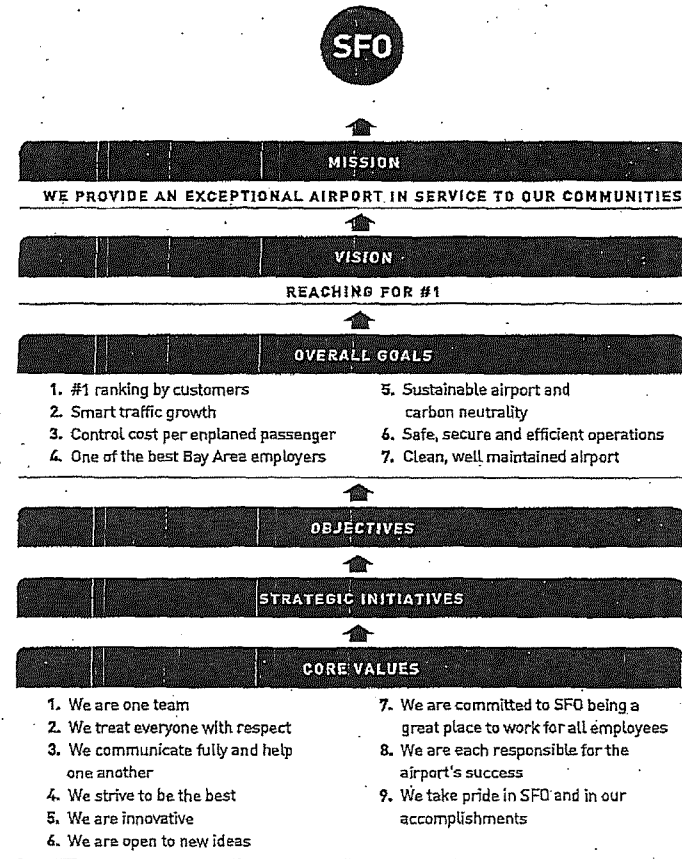 SFO
MISSION
WE PROVIDE AN EXCEPTIONAL AIRPORT IN SERVICE TO OUR COMMUNITIES
VISION
REACHING FOR #1
OVERALL GOALS
1. #1 ranking by customers
2. Smart traffic growth
3. Control cost per enplaned passenger
4. One of the best Bay Area employers
5. Sustainable airport and
carbon neutrality
6. Safe, secure and efficient operations
7. Clean, well maintained airport
OBJECTIVES
STRATEGIC INITIATIVES
CORE VALUES
1. We are one team
2. We treat everyone with respect
3. We communicate fully and help
one another
4. We strive to be the best
5. We are innovative
6. We are open to new ideas
7. We are committed to SFO being a
great place to work for all employees
8. We are each responsible for the
airport's success
9. We take pride in SFO and in our
accomplishments